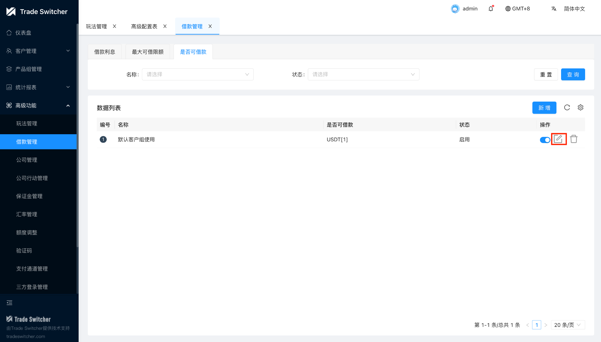 Trade Switcher
admin
GMT+8
简体中文
玩法管理
高级配置表
借款管理
仪表盘
客户管理
产品组管理
统计报表
高级功能
玩法管理
借款管理
公司管理
公司行动管理
保证金管理
汇率管理
额度调整
验证码
支付通道管理
三方登录管理
借款利息
最大可借限额
是否可借款
名称:
请选择
状态:
请选择
重 置
查 询
数据列表
新 增
编号
名称
是否可借款
状态
操作
1
默认客户组使用
USDT[1]
启用
第 1-1 条/总共 1 条
1
20 条/页
Trade Switcher
由Trade Switcher提供技术支持
tradeswitcher.com